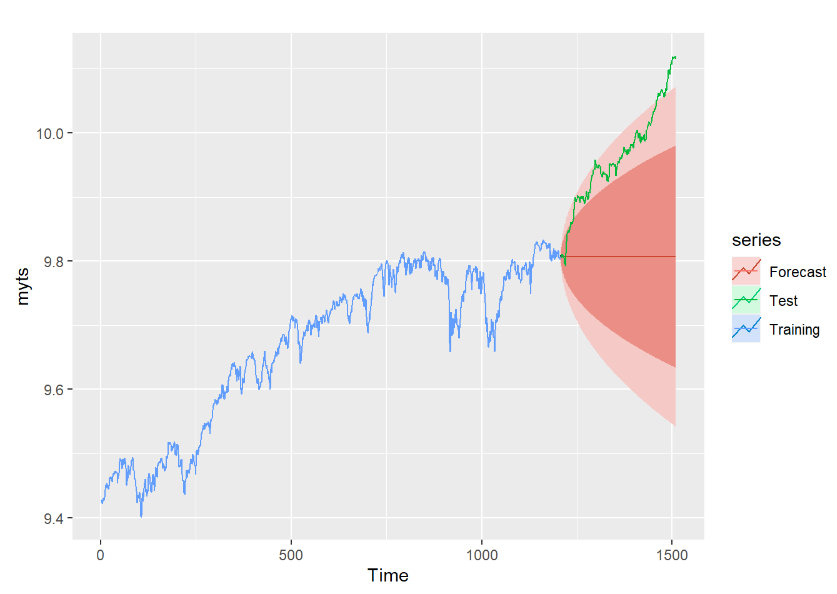 10.0
9.8
9.6
9.4
myts
0
500
1000
1500
Time
series
Forecast
Test
Training